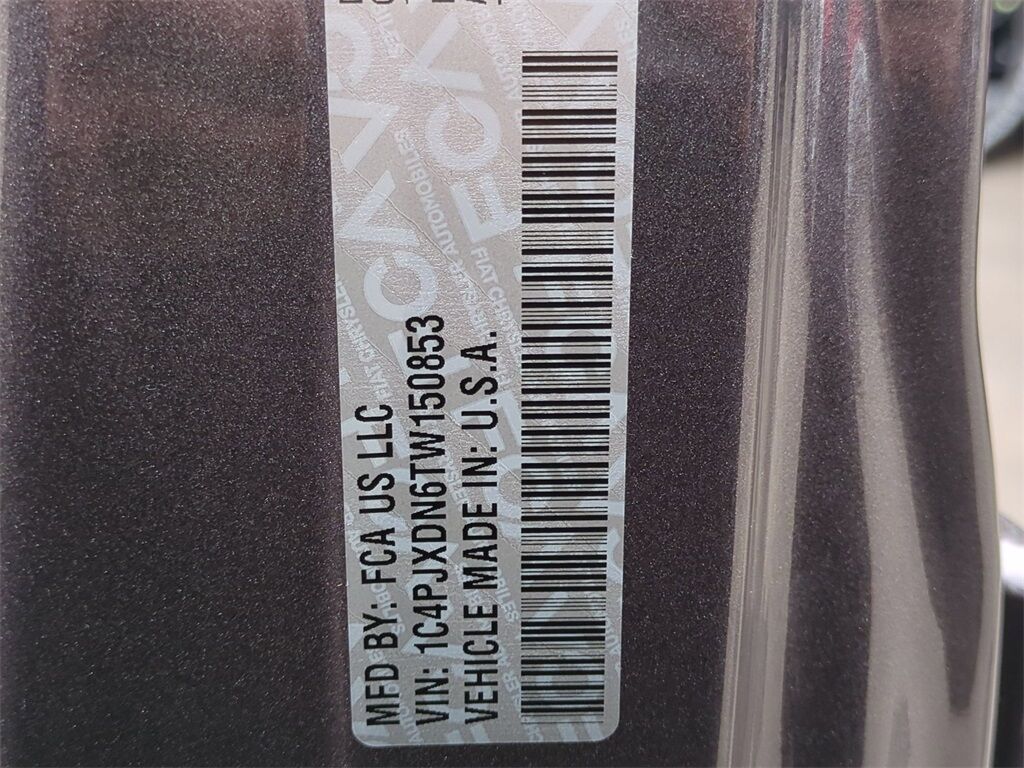 MFD BY: FCA US LLC
VIN: 1C4PJXDN6TW150853
VEHICLE MADE IN: U.S.A.